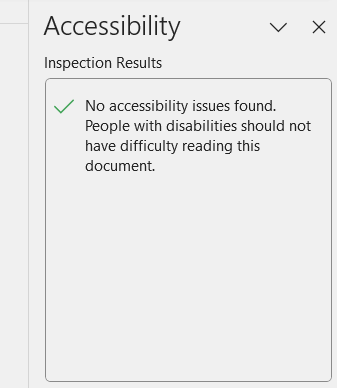 Accessibility
Inspection Results
No accessibility issues found.
People with disabilities should not
have difficulty reading this
document.